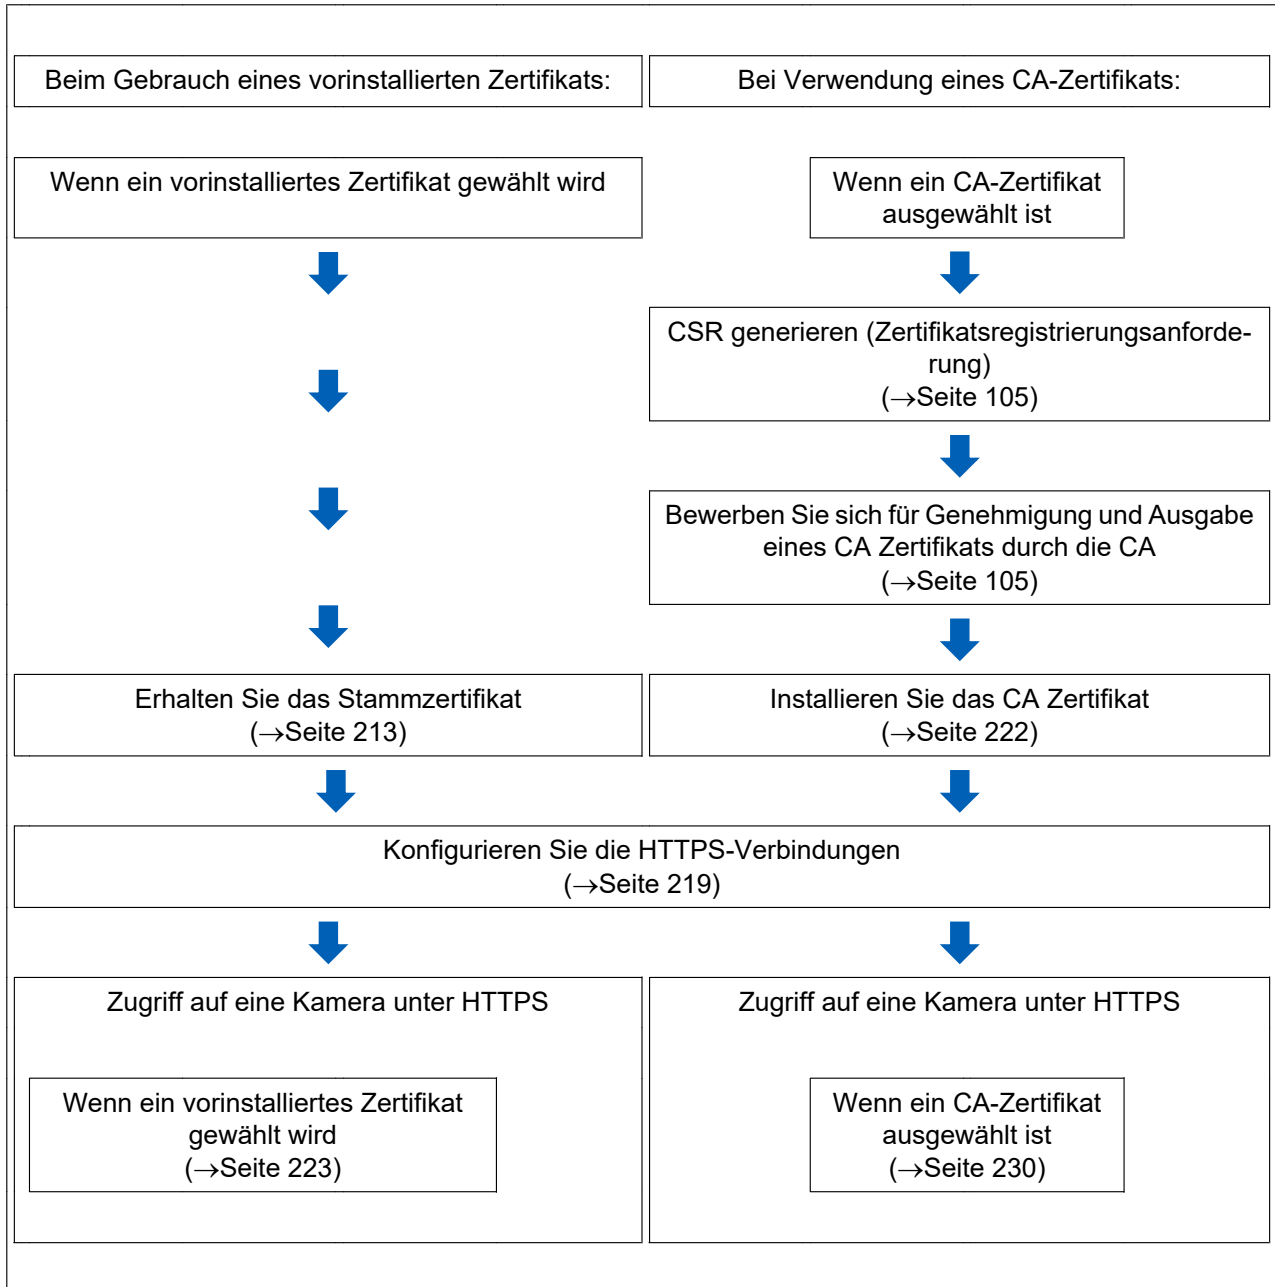 Beim Gebrauch eines vorinstallierten Zertifikats:
Bei Verwendung eines CA-Zertifikats:
Wenn ein vorinstalliertes Zertifikat gewählt wird
Wenn ein CA-Zertifikat
ausgewählt ist
CSR generieren (Zertifikatsregistrierungsanforde-
rung)
(→Seite 105)
Bewerben Sie sich für Genehmigung und Ausgabe
eines CA Zertifikats durch die CA
(→Seite 105)
Erhalten Sie das Stammzertifikat
(→Seite 213)
Installieren Sie das CA Zertifikat
(→Seite 222)
Konfigurieren Sie die HTTPS-Verbindungen
(→Seite 219)
Zugriff auf eine Kamera unter HTTPS
Wenn ein vorinstalliertes Zertifikat
gewählt wird
(→Seite 223)
Zugriff auf eine Kamera unter HTTPS
Wenn ein CA-Zertifikat
ausgewählt ist
(→Seite 230)